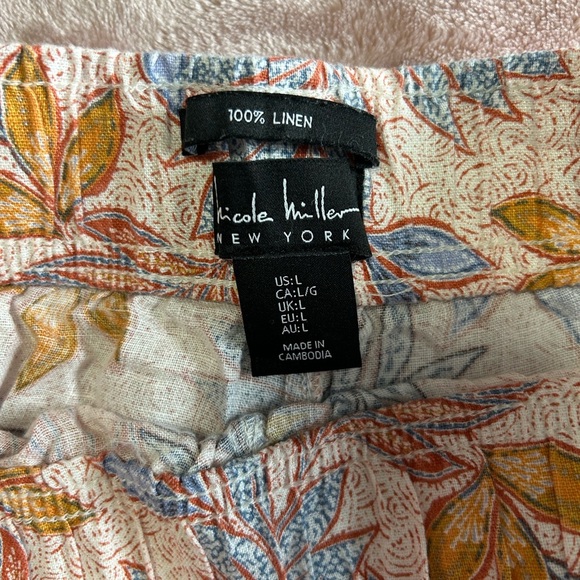 100% LINEN
Nicole Miller
NEW YORK
US:L
CA:L/G
UK:L
EU:L
AU:L
MADE IN
CAMBODIA